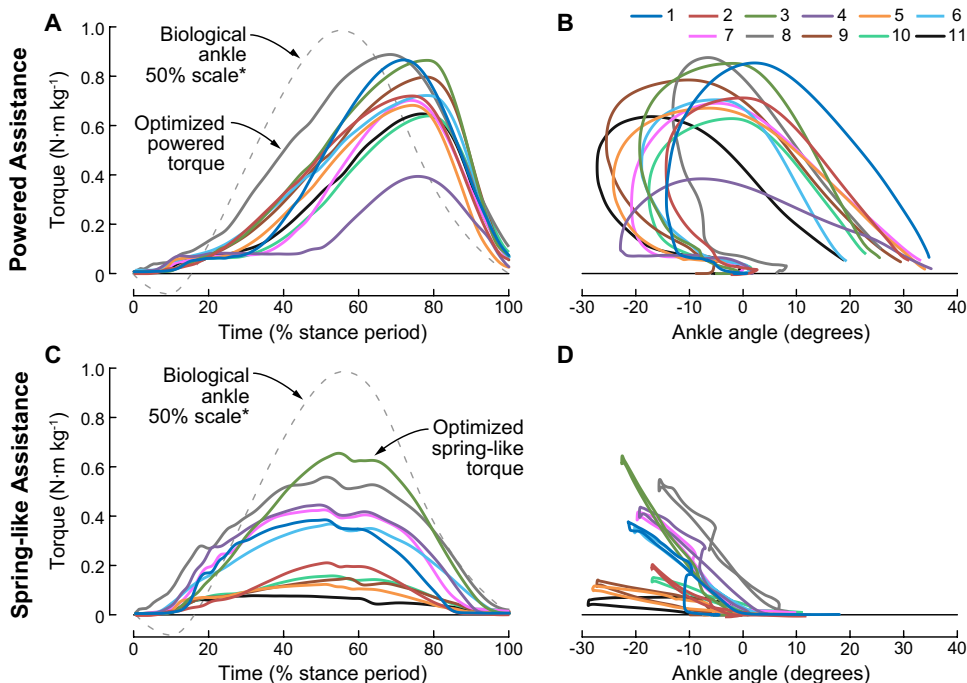 A
B
1 2 3 4 5 6
7 8 9 10 11
Powered Assistance
Torque (N·m kg⁻¹)
1.0
0.8
0.6
0.4
0.2
0
Biological
ankle
50% scale*
Optimized
powered
torque
0 20 40 60 80 100
Time (% stance period)
-30 -20 -10 0 10 20 30 40
Ankle angle (degrees)
C
D
Spring-like Assistance
Torque (N·m kg⁻¹)
1.0
0.8
0.6
0.4
0.2
0
Biological
ankle
50% scale*
Optimized
spring-like
torque
0 20 40 60 80 100
Time (% stance period)
-30 -20 -10 0 10 20 30 40
Ankle angle (degrees)